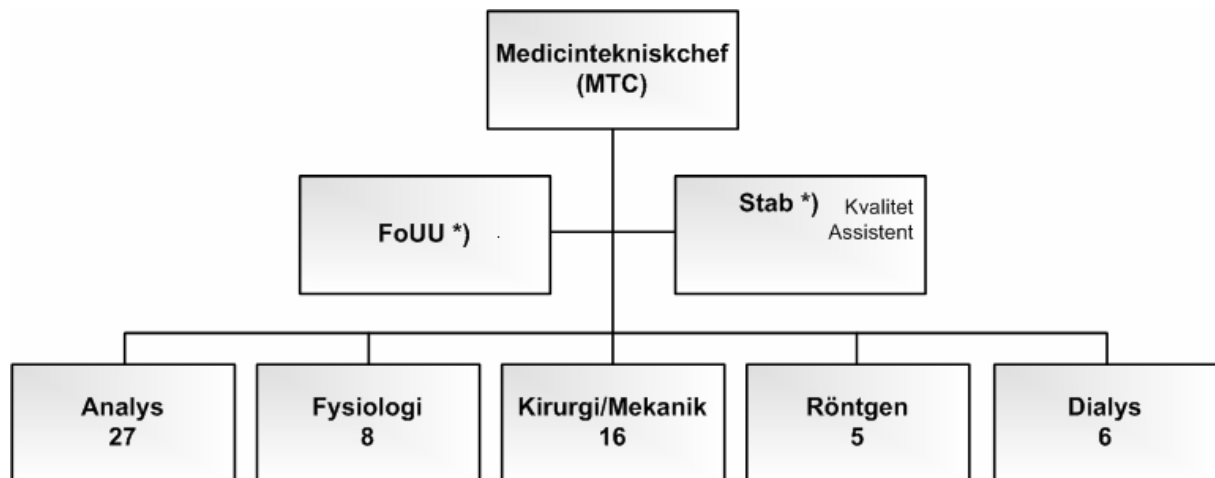 Medicintekniskchef
(MTC)
FoUU *)
Stab *) Kvalitet
Assistent
Analys
27
Fysiologi
8
Kirurgi/Mekanik
16
Röntgen
5
Dialys
6